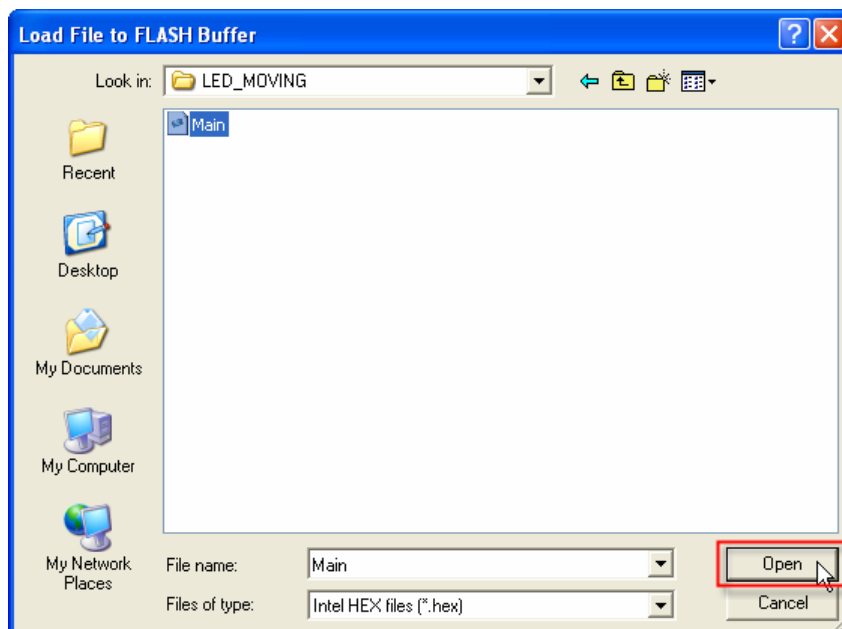 Load File to FLASH Buffer
Look in: LED_MOVING
Main
Recent
Desktop
My Documents
My Computer
My Network
Places
File name: Main
Open
Files of type: Intel HEX files (*.hex)
Cancel